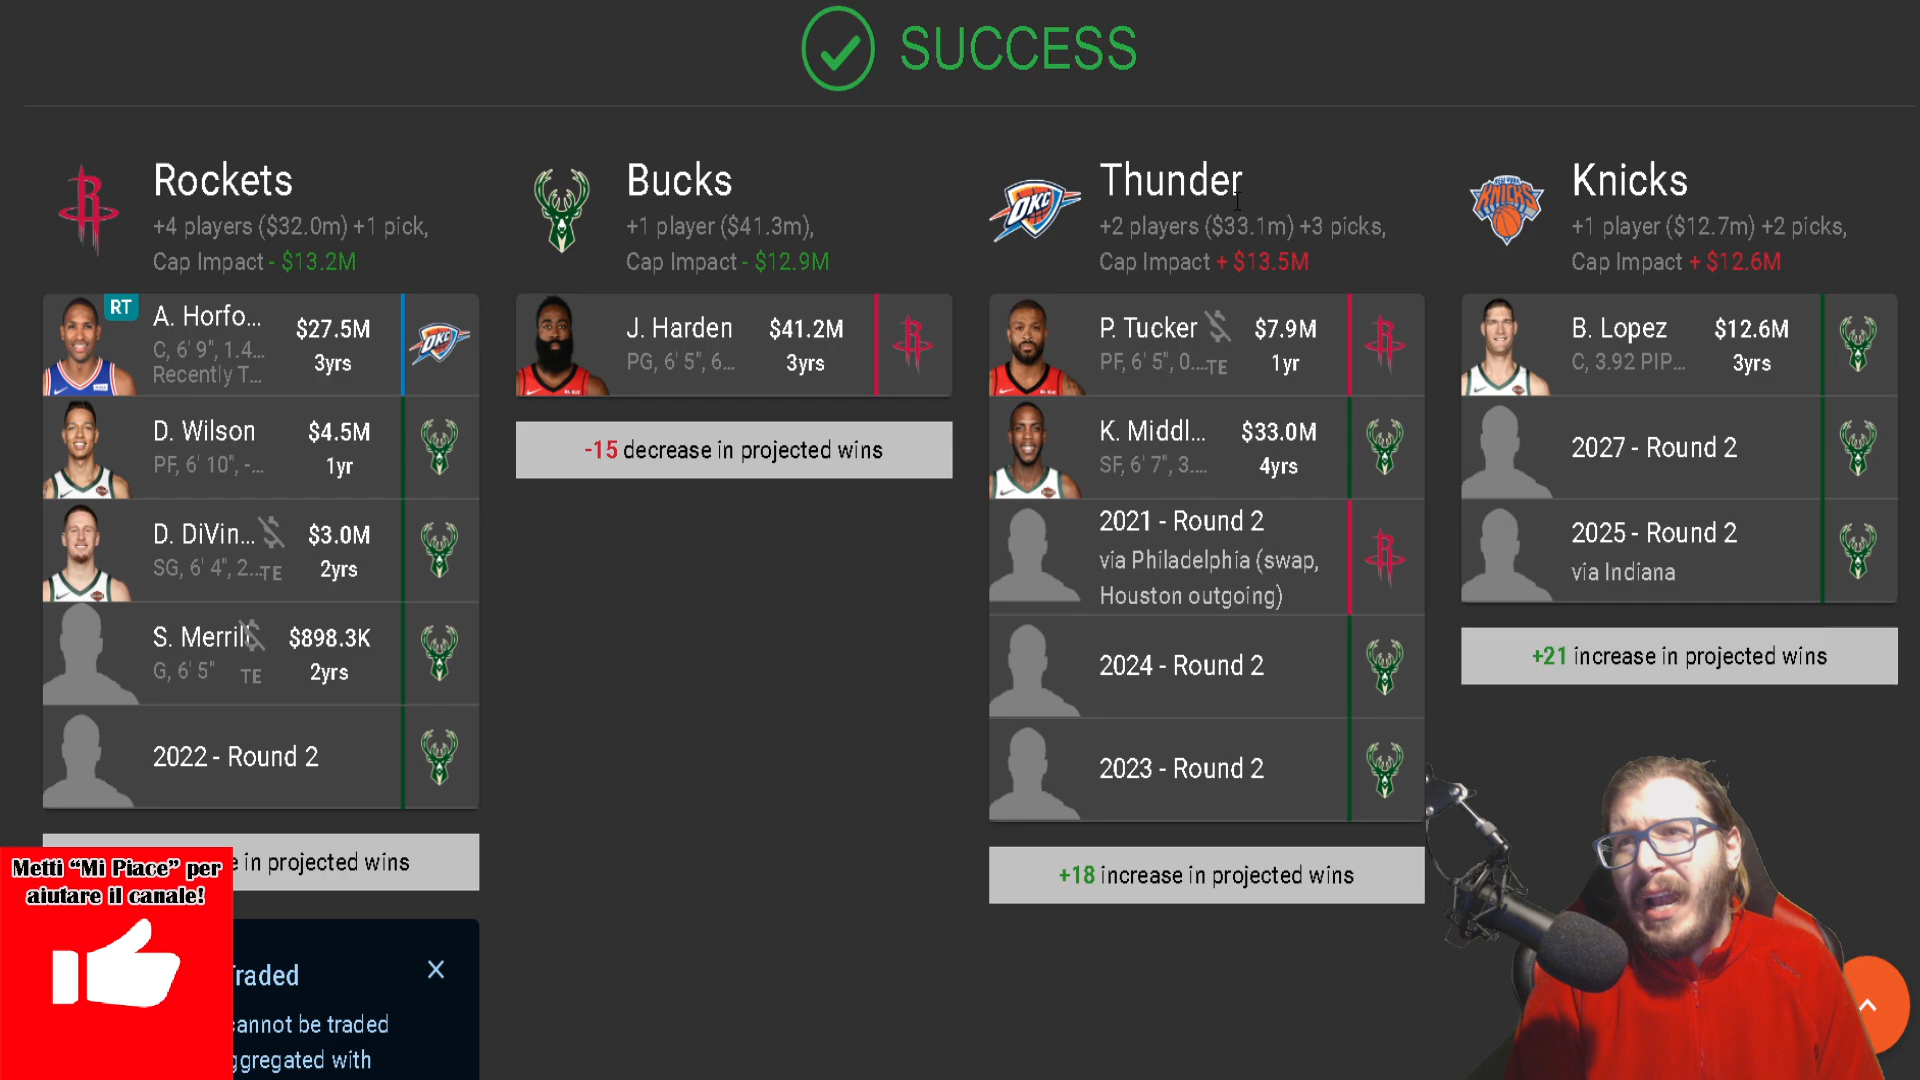 SUCCESS
Rockets
+4 players ($32.0m) +1 pick,
Cap Impact - $13.2M
RT
A. Horfo...
$27.5M
C, 6' 9", 1.4...
3yrs
Recently T...
OKC
D. Wilson
$4.5M
PF, 6' 10", -...
1yr
D. DiVin...
$3.0M
SG, 6' 4", 2...TE
2yrs
S. Merril
$898.3K
G, 6' 5"
TE
2yrs
2022 - Round 2
e in projected wins
Metti “Mi Piace” per
aiutare il canale!
Traded
cannot be traded
ggregated with
Bucks
+1 player ($41.3m),
Cap Impact - $12.9M
J. Harden
$41.2M
PG, 6' 5", 6...
3yrs
-15 decrease in projected wins
OKC
Thunder
+2 players ($33.1m) +3 picks,
Cap Impact + $13.5M
P. Tucker
$7.9M
PF, 6' 5", 0....TE
1yr
K. Middl...
$33.0M
SF, 6' 7", 3....
4yrs
2021 - Round 2
via Philadelphia (swap,
Houston outgoing)
2024 - Round 2
2023 - Round 2
+18 increase in projected wins
NEW YORK
KNICKS
Knicks
+1 player ($12.7m) +2 picks,
Cap Impact + $12.6M
B. Lopez
$12.6M
C, 3.92 PIP...
3yrs
2027 - Round 2
2025 - Round 2
via Indiana
+21 increase in projected wins